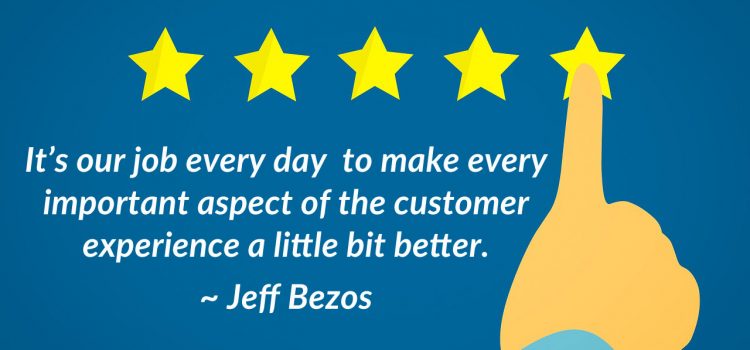 It’s our job every day  to make every
important aspect of the customer
experience a little bit better.
~ Jeff Bezos